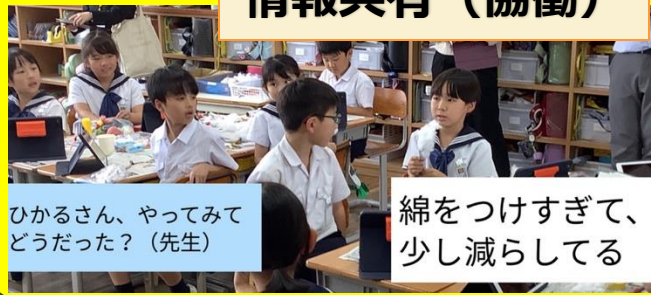 情報共有（協働）
ひかるさん、やってみて
どうだった？（先生）
綿をつけすぎて、
少し減らしてる